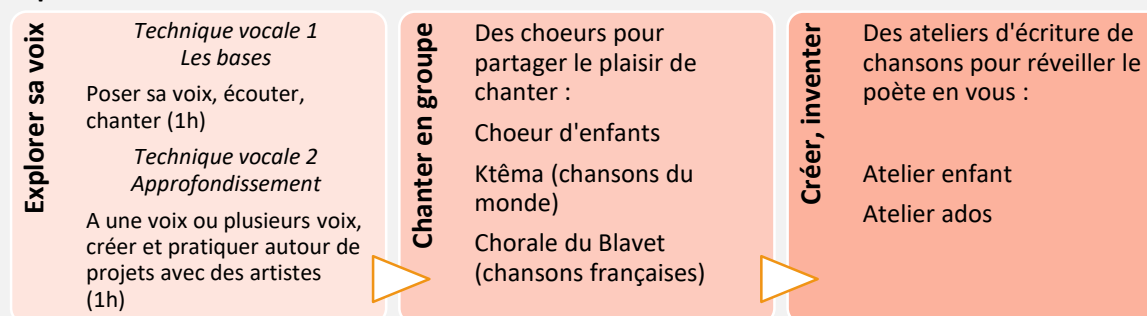 Explorer sa voix
Technique vocale 1
Les bases
Poser sa voix, écouter,
chanter (1h)
Technique vocale 2
Approfondissement
A une voix ou plusieurs voix,
créer et pratiquer autour de
projets avec des artistes
(1h)
Chanter en groupe
Des choeurs pour
partager le plaisir de
chanter :
Choeur d'enfants
Ktêma (chansons du
monde)
Chorale du Blavet
(chansons françaises)
Créer, inventer
Des ateliers d'écriture de
chansons pour réveiller le
poète en vous :
Atelier enfant
Atelier ados